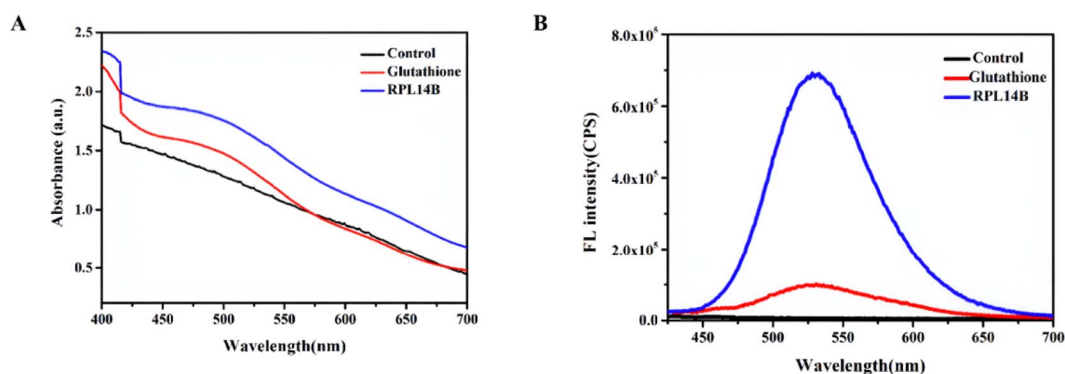 A
Absorbance (a.u.)
2.5
2.0
1.5
1.0
0.5
Control
Glutathione
RPL14B
400 450 500 550 600 650 700
Wavelength(nm)
B
FL intensity(CPS)
8.0x10⁵
6.0x10⁵
4.0x10⁵
2.0x10⁵
0.0
Control
Glutathione
RPL14B
450 500 550 600 650 700
Wavelength(nm)